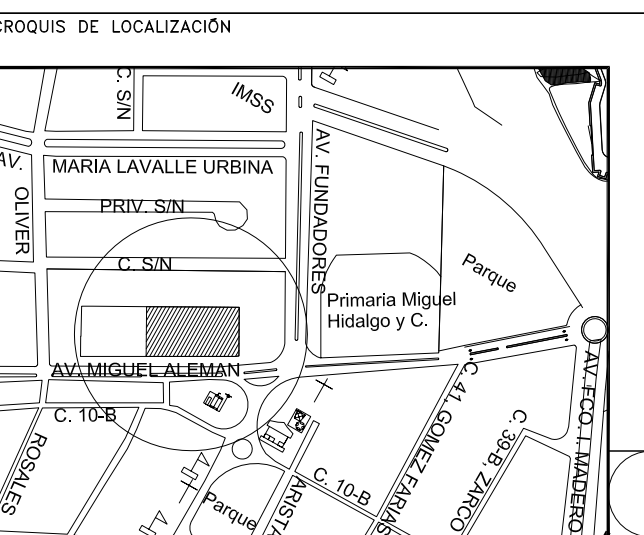 CROQUIS DE LOCALIZACIÓN
C. S/N
IMSS
AV.
OLIVER
MARIA LAVALLE URBINA
AV. FUNDADORES
PRIV. S/N
C. S/N
Parque
Primaria Miguel
Hidalgo y C.
AV. MIGUEL ALEMAN
C. 10-B
ROSALES
C. 41, GOMEZ FARIAS
C. 39-B, ZARCO
AV. FCO. I. MADERO
C. 10-B
ARISTA
Parque